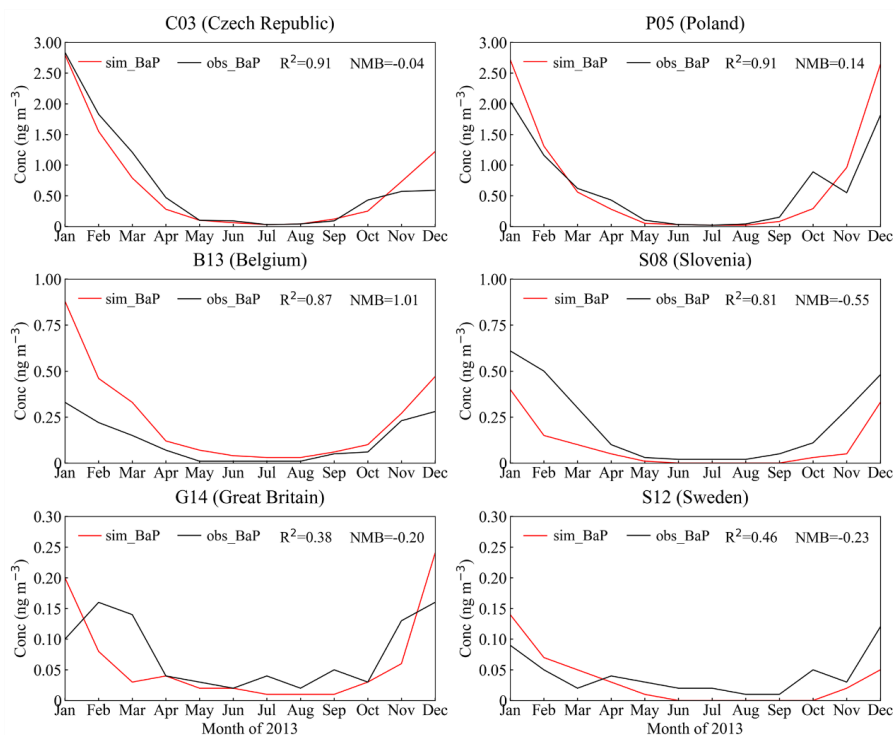 C03 (Czech Republic)
sim_BaP obs_BaP R²=0.91 NMB=-0.04
Conc (ng m⁻³)
3.00
2.50
2.00
1.50
1.00
0.50
0
Jan Feb Mar Apr May Jun Jul Aug Sep Oct Nov Dec
P05 (Poland)
sim_BaP obs_BaP R²=0.91 NMB=0.14
Conc (ng m⁻³)
3.00
2.50
2.00
1.50
1.00
0.50
0
Jan Feb Mar Apr May Jun Jul Aug Sep Oct Nov Dec
B13 (Belgium)
sim_BaP obs_BaP R²=0.87 NMB=1.01
Conc (ng m⁻³)
1.00
0.75
0.50
0.25
0
Jan Feb Mar Apr May Jun Jul Aug Sep Oct Nov Dec
S08 (Slovenia)
sim_BaP obs_BaP R²=0.81 NMB=-0.55
Conc (ng m⁻³)
1.00
0.75
0.50
0.25
0
Jan Feb Mar Apr May Jun Jul Aug Sep Oct Nov Dec
G14 (Great Britain)
sim_BaP obs_BaP R²=0.38 NMB=-0.20
Conc (ng m⁻³)
0.30
0.25
0.20
0.15
0.10
0.05
0
Jan Feb Mar Apr May Jun Jul Aug Sep Oct Nov Dec
Month of 2013
S12 (Sweden)
sim_BaP obs_BaP R²=0.46 NMB=-0.23
Conc (ng m⁻³)
0.30
0.25
0.20
0.15
0.10
0.05
0
Jan Feb Mar Apr May Jun Jul Aug Sep Oct Nov Dec
Month of 2013